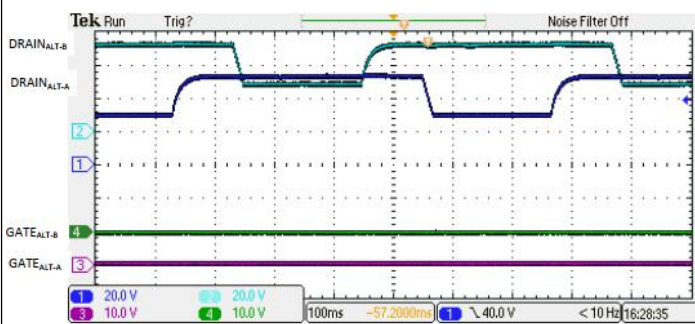 Tek Run Trig? Noise Filter Off
DRAINALT-B
DRAINALT-A
2
1
GATEALT-B 4
GATEALT-A 3
1 20.0 V 2 20.0 V
3 10.0 V 4 10.0 V
100ms -57.2000ms 1 \ 40.0 V < 10 Hz 16:28:35